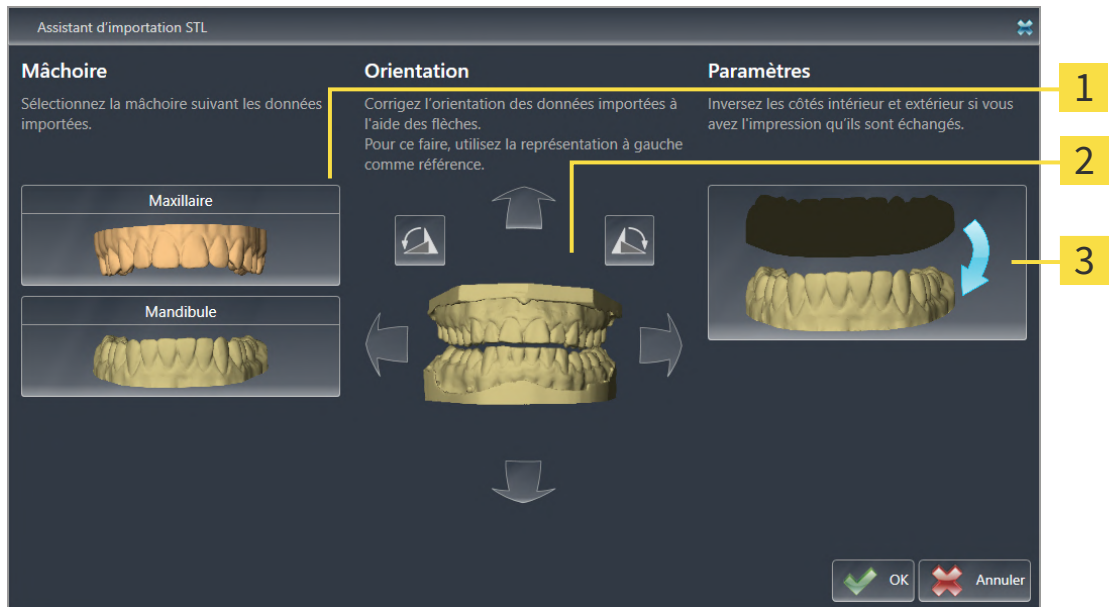 Assistant d'importation STL
Mâchoire
Sélectionnez la mâchoire suivant les données
importées.
Maxillaire
Mandibule
Orientation
Corrigez l'orientation des données importées à
l'aide des flèches.
Pour ce faire, utilisez la représentation à gauche
comme référence.
Paramètres
Inversez les côtés intérieur et extérieur si vous
avez l'impression qu'ils sont échangés.
1
2
3
OK
Annuler